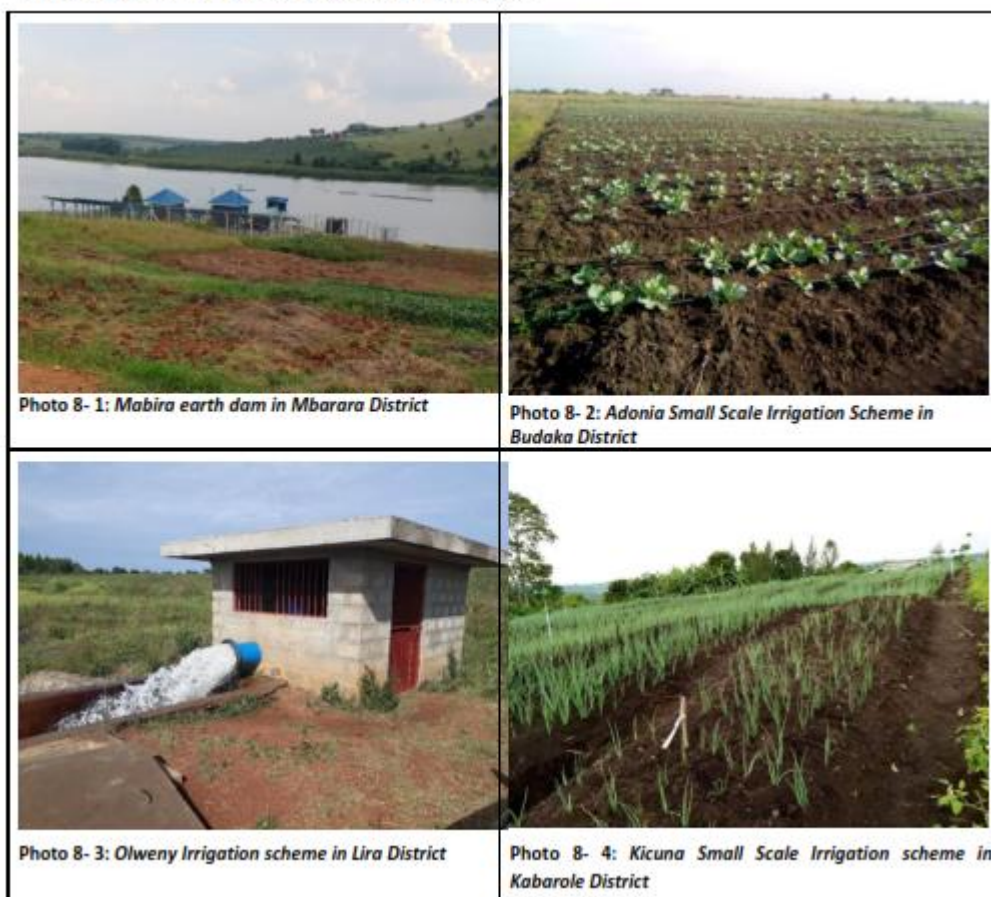 Photo 8- 1: Mabira earth dam in Mbarara District
Photo 8- 2: Adonia Small Scale Irrigation Scheme in
Budaka District
Photo 8- 3: Olweny Irrigation scheme in Lira District
Photo 8- 4: Kicuna Small Scale Irrigation scheme in
Kabarole District